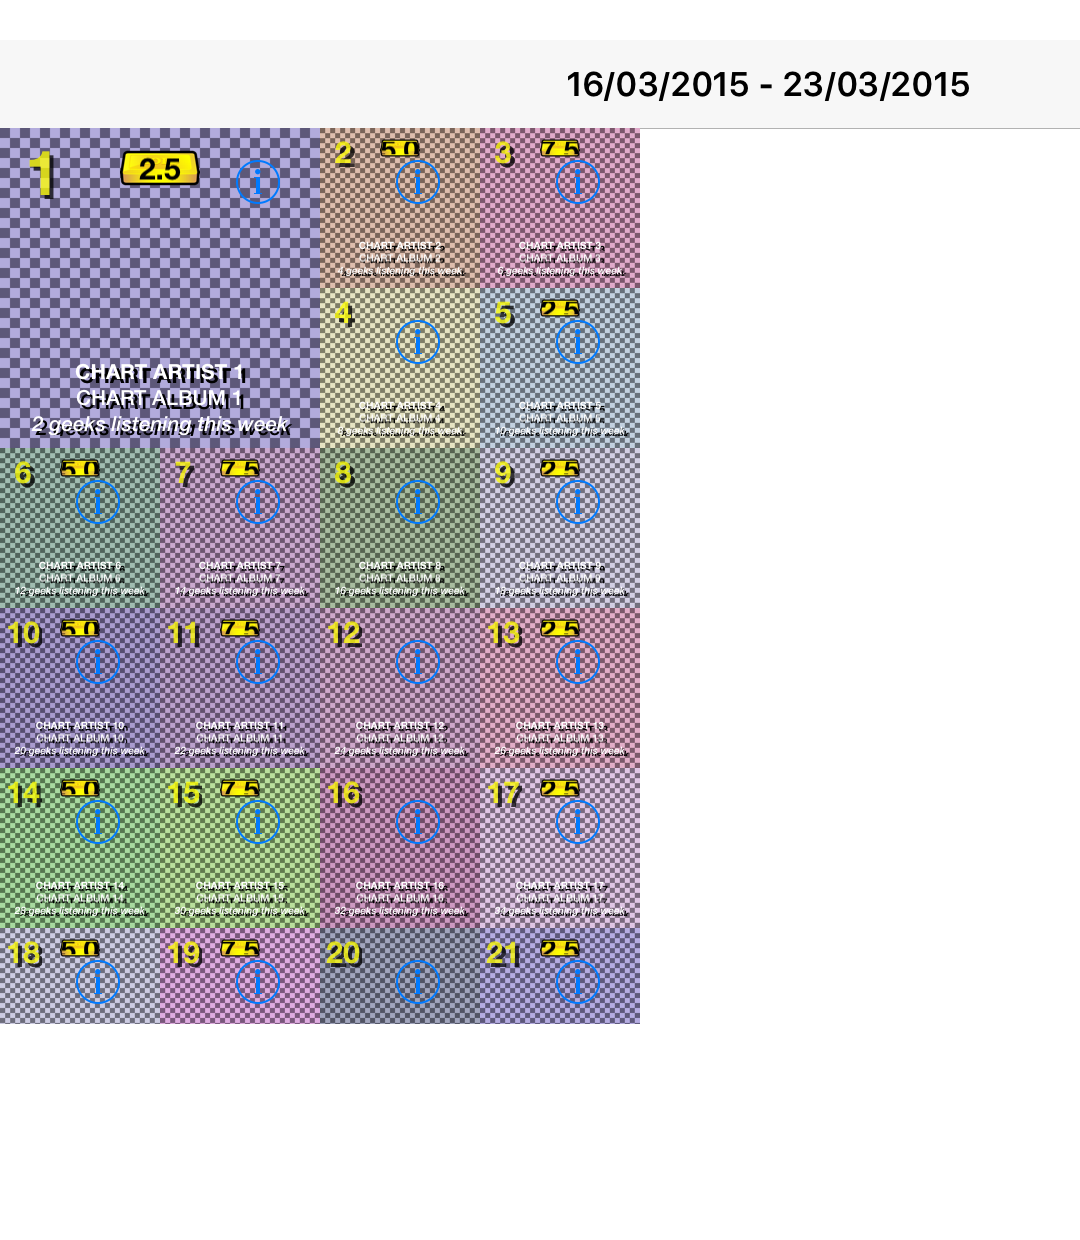 16/03/2015 - 23/03/2015
1
2.5
CHART ARTIST 1
CHART ALBUM 1
2 geeks listening this week
2
5.0
CHART ARTIST 2
CHART ALBUM 2
4 geeks listening this week
3
7.5
CHART ARTIST 3
CHART ALBUM 3
6 geeks listening this week
4
CHART ARTIST 4
CHART ALBUM 4
8 geeks listening this week
5
2.5
CHART ARTIST 5
CHART ALBUM 5
10 geeks listening this week
6
5.0
CHART ARTIST 6
CHART ALBUM 6
12 geeks listening this week
7
7.5
CHART ARTIST 7
CHART ALBUM 7
14 geeks listening this week
8
CHART ARTIST 8
CHART ALBUM 8
16 geeks listening this week
9
2.5
CHART ARTIST 9
CHART ALBUM 9
18 geeks listening this week
10
5.0
CHART ARTIST 10
CHART ALBUM 10
20 geeks listening this week
11
7.5
CHART ARTIST 11
CHART ALBUM 11
22 geeks listening this week
12
CHART ARTIST 12
CHART ALBUM 12
24 geeks listening this week
13
2.5
CHART ARTIST 13
CHART ALBUM 13
26 geeks listening this week
14
5.0
CHART ARTIST 14
CHART ALBUM 14
28 geeks listening this week
15
7.5
CHART ARTIST 15
CHART ALBUM 15
30 geeks listening this week
16
CHART ARTIST 16
CHART ALBUM 16
32 geeks listening this week
17
2.5
CHART ARTIST 17
CHART ALBUM 17
34 geeks listening this week
18
5.0
19
7.5
20
21
2.5